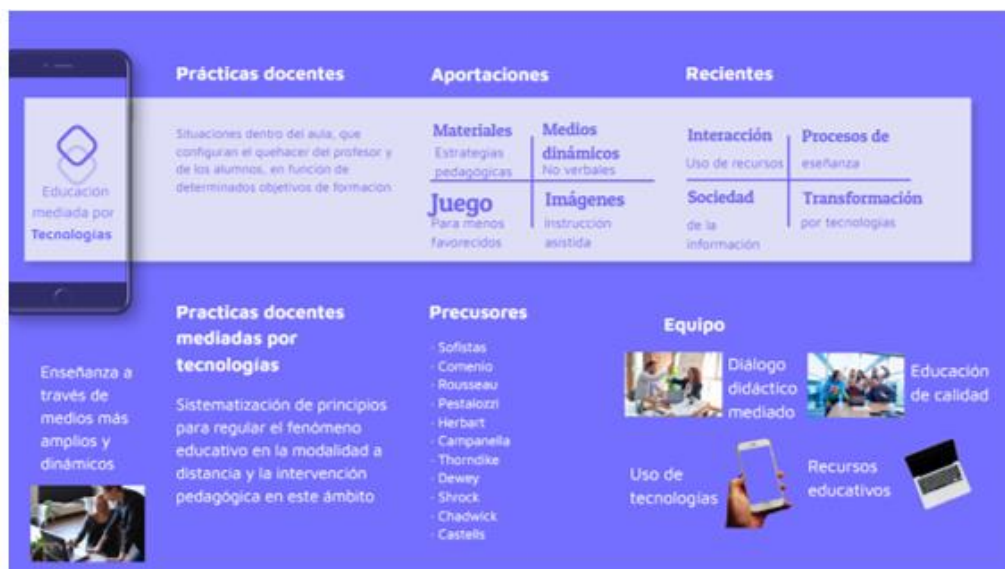 Prácticas docentes
Aportaciones
Recientes
Educación
mediada por
Tecnologías
Situaciones dentro del aula, que
configuran el quehacer del profesor y
de los alumnos, en función de
determinados objetivos de formación
Materiales
Estrategias
pedagógicas
Medios
dinámicos
No verbales
Juego
Para menos
favorecidos
Imágenes
Instrucción
asistida
Interacción
Uso de recursos
Procesos de
eseñanza
Sociedad
de la
información
Transformación
por tecnologías
Enseñanza a
través de
medios más
amplios y
dinámicos
Practicas docentes
mediadas por
tecnologías
Sistematización de principios
para regular el fenómeno
educativo en la modalidad a
distancia y la intervención
pedagógica en este ámbito
Precusores
· Sofistas
· Comenio
· Rousseau
· Pestalozzi
· Herbart
· Campanella
· Thorndike
· Dewey
· Shrock
· Chadwick
· Castells
Equipo
Diálogo
didáctico
mediado
Educación
de calidad
Uso de
tecnologías
Recursos
educativos